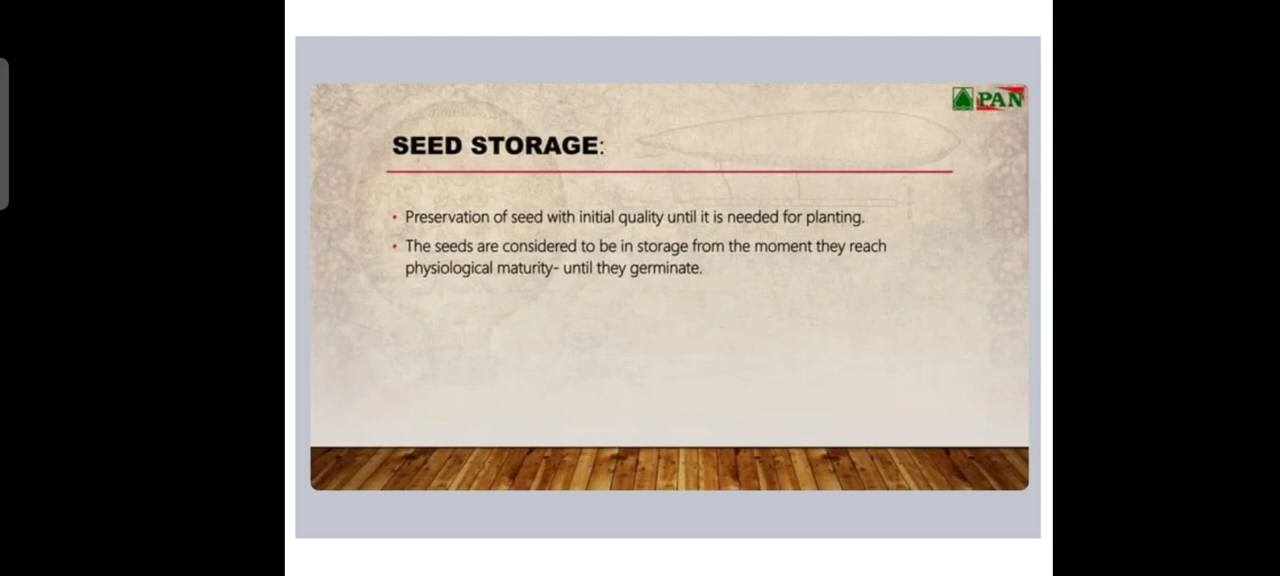 PAN
SEED STORAGE:
• Preservation of seed with initial quality until it is needed for planting.
• The seeds are considered to be in storage from the moment they reach
physiological maturity- until they germinate.